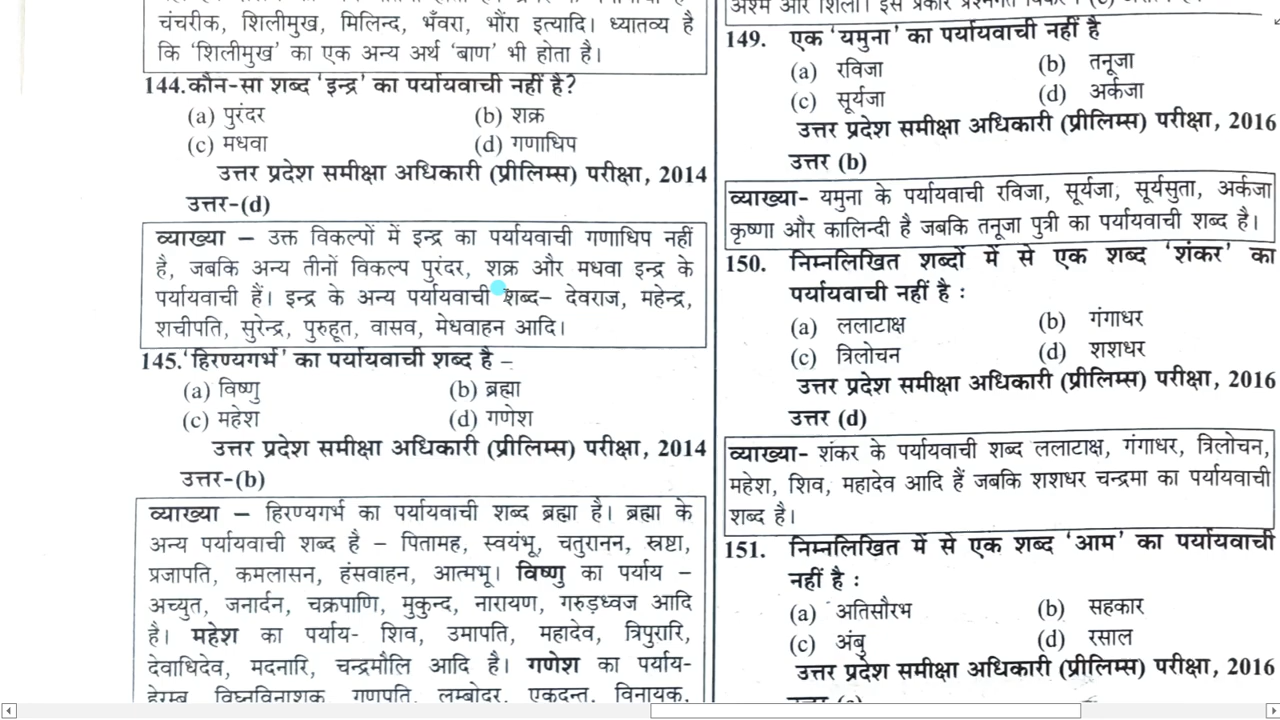 चंचरीक, शिलीमुख, मिलिन्द, भँवरा, भौंरा इत्यादि। ध्यातव्य है
कि 'शिलीमुख' का एक अन्य अर्थ 'बाण' भी होता है।
144.कौन-सा शब्द 'इन्द्र' का पर्यायवाची नहीं है?
(a) पुरंदर (b) शक्र
(c) मधवा (d) गणाधिप
उत्तर प्रदेश समीक्षा अधिकारी (प्रीलिम्स) परीक्षा, 2014
उत्तर-(d)
व्याख्या – उक्त विकल्पों में इन्द्र का पर्यायवाची गणाधिप नहीं
है, जबकि अन्य तीनों विकल्प पुरंदर, शक्र और मधवा इन्द्र के
पर्यायवाची हैं। इन्द्र के अन्य पर्यायवाची शब्द– देवराज, महेन्द्र,
शचीपति, सुरेन्द्र, पुरुहूत, वासव, मेधवाहन आदि।
145.'हिरण्यगर्भ' का पर्यायवाची शब्द है –
(a) विष्णु (b) ब्रह्मा
(c) महेश (d) गणेश
उत्तर प्रदेश समीक्षा अधिकारी (प्रीलिम्स) परीक्षा, 2014
उत्तर-(b)
व्याख्या – हिरण्यगर्भ का पर्यायवाची शब्द ब्रह्मा है। ब्रह्मा के
अन्य पर्यायवाची शब्द है – पितामह, स्वयंभू, चतुरानन, स्रष्टा,
प्रजापति, कमलासन, हंसवाहन, आत्मभू। विष्णु का पर्याय –
अच्युत, जनार्दन, चक्रपाणि, मुकुन्द, नारायण, गरुड़ध्वज आदि
है। महेश का पर्याय- शिव, उमापति, महादेव, त्रिपुरारि,
देवाधिदेव, मदनारि, चन्द्रमौलि आदि है। गणेश का पर्याय-
हेरम्ब, विघ्नविनाशक, गणपति, लम्बोदर, एकदन्त, विनायक,
149. एक 'यमुना' का पर्यायवाची नहीं है
(a) रविजा (b) तनूजा
(c) सूर्यजा (d) अर्कजा
उत्तर प्रदेश समीक्षा अधिकारी (प्रीलिम्स) परीक्षा, 2016
उत्तर (b)
व्याख्या- यमुना के पर्यायवाची रविजा, सूर्यजा, सूर्यसुता, अर्कजा
कृष्णा और कालिन्दी है जबकि तनूजा पुत्री का पर्यायवाची शब्द है।
150. निम्नलिखित शब्दों में से एक शब्द 'शंकर' का
पर्यायवाची नहीं है :
(a) ललाटाक्ष (b) गंगाधर
(c) त्रिलोचन (d) शशधर
उत्तर प्रदेश समीक्षा अधिकारी (प्रीलिम्स) परीक्षा, 2016
उत्तर (d)
व्याख्या- शंकर के पर्यायवाची शब्द ललाटाक्ष, गंगाधर, त्रिलोचन,
महेश, शिव, महादेव आदि हैं जबकि शशधर चन्द्रमा का पर्यायवाची
शब्द है।
151. निम्नलिखित में से एक शब्द 'आम' का पर्यायवाची
नहीं है :
(a) अतिसौरभ (b) सहकार
(c) अंबु (d) रसाल
उत्तर प्रदेश समीक्षा अधिकारी (प्रीलिम्स) परीक्षा, 2016